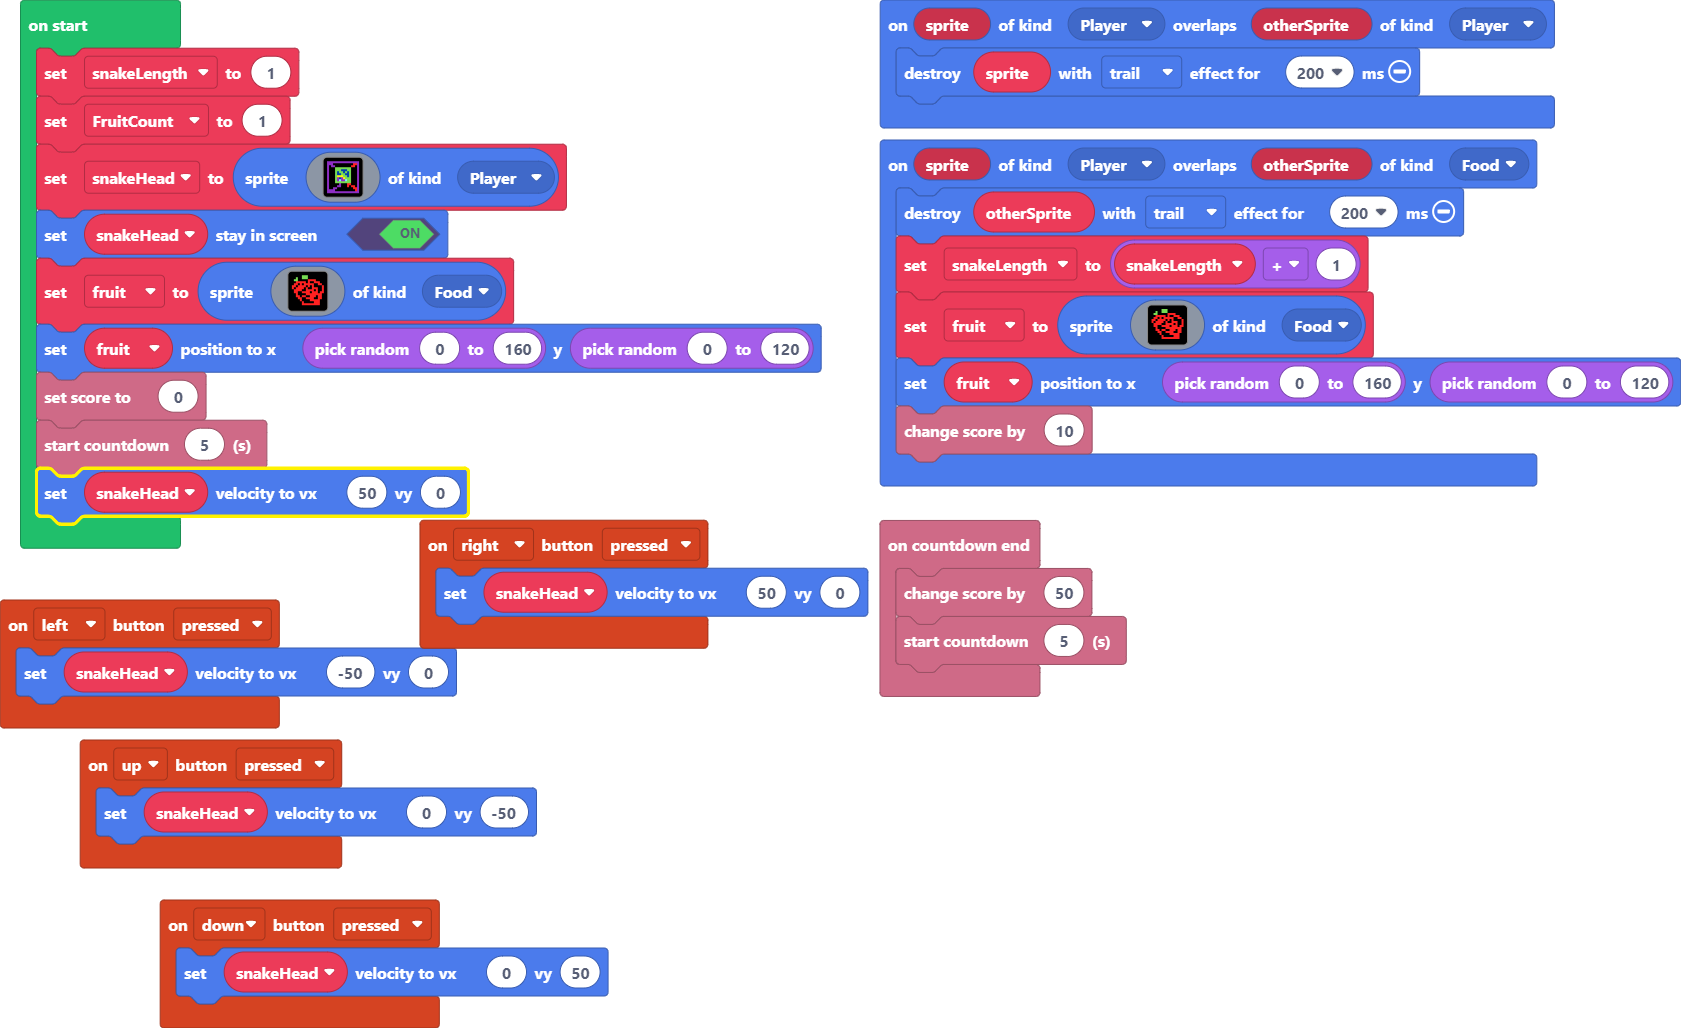 on start
set snakeLength to 1
set FruitCount to 1
set snakeHead to sprite of kind Player
set snakeHead stay in screen ON
set fruit to sprite of kind Food
set fruit position to x pick random 0 to 160 y pick random 0 to 120
set score to 0
start countdown 5 (s)
set snakeHead velocity to vx 50 vy 0
on right button pressed
set snakeHead velocity to vx 50 vy 0
on left button pressed
set snakeHead velocity to vx -50 vy 0
on up button pressed
set snakeHead velocity to vx 0 vy -50
on down button pressed
set snakeHead velocity to vx 0 vy 50
on sprite of kind Player overlaps otherSprite of kind Player
destroy sprite with trail effect for 200 ms
on sprite of kind Player overlaps otherSprite of kind Food
destroy otherSprite with trail effect for 200 ms
set snakeLength to snakeLength + 1
set fruit to sprite of kind Food
set fruit position to x pick random 0 to 160 y pick random 0 to 120
change score by 10
on countdown end
change score by 50
start countdown 5 (s)